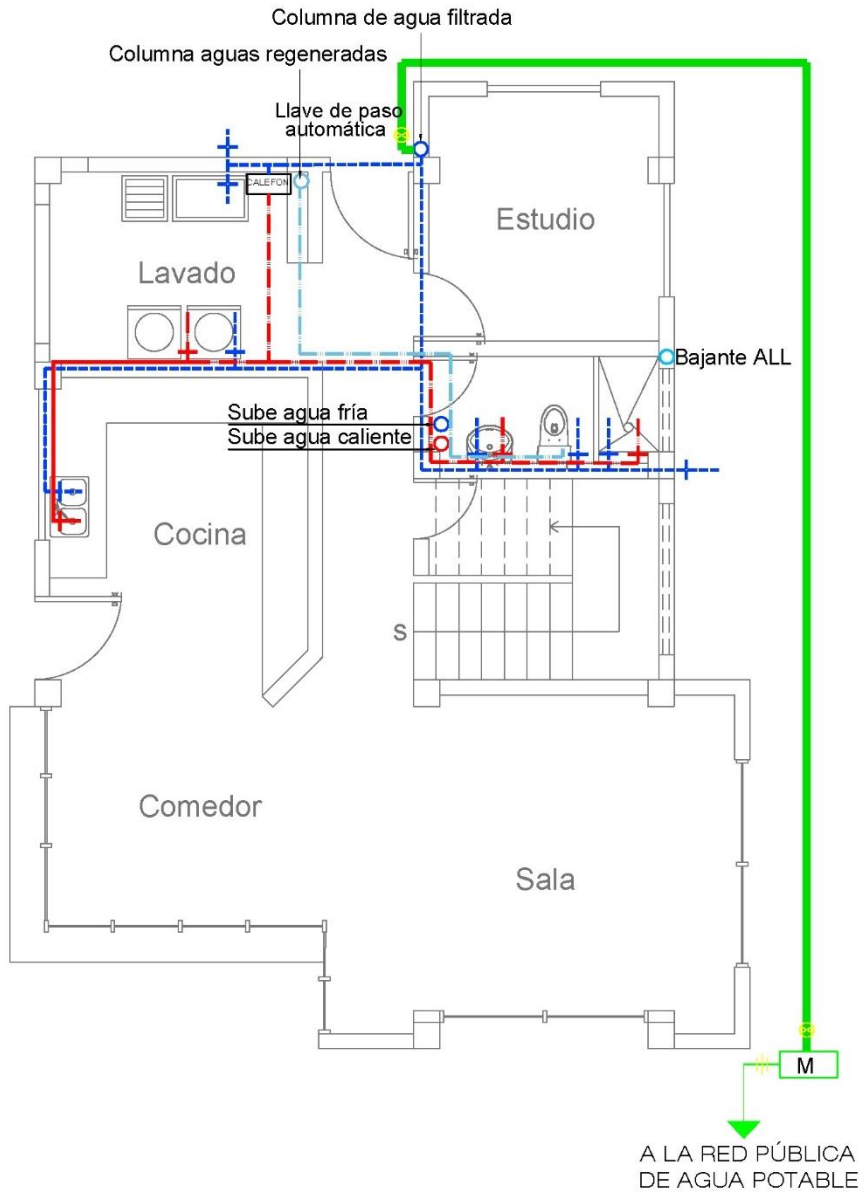 Columna de agua filtrada
Columna aguas regeneradas
Llave de paso
automática
CALEFON
Estudio
Lavado
Bajante ALL
Sube agua fría
Sube agua caliente
Cocina
S
Comedor
Sala
M
A LA RED PÚBLICA
DE AGUA POTABLE